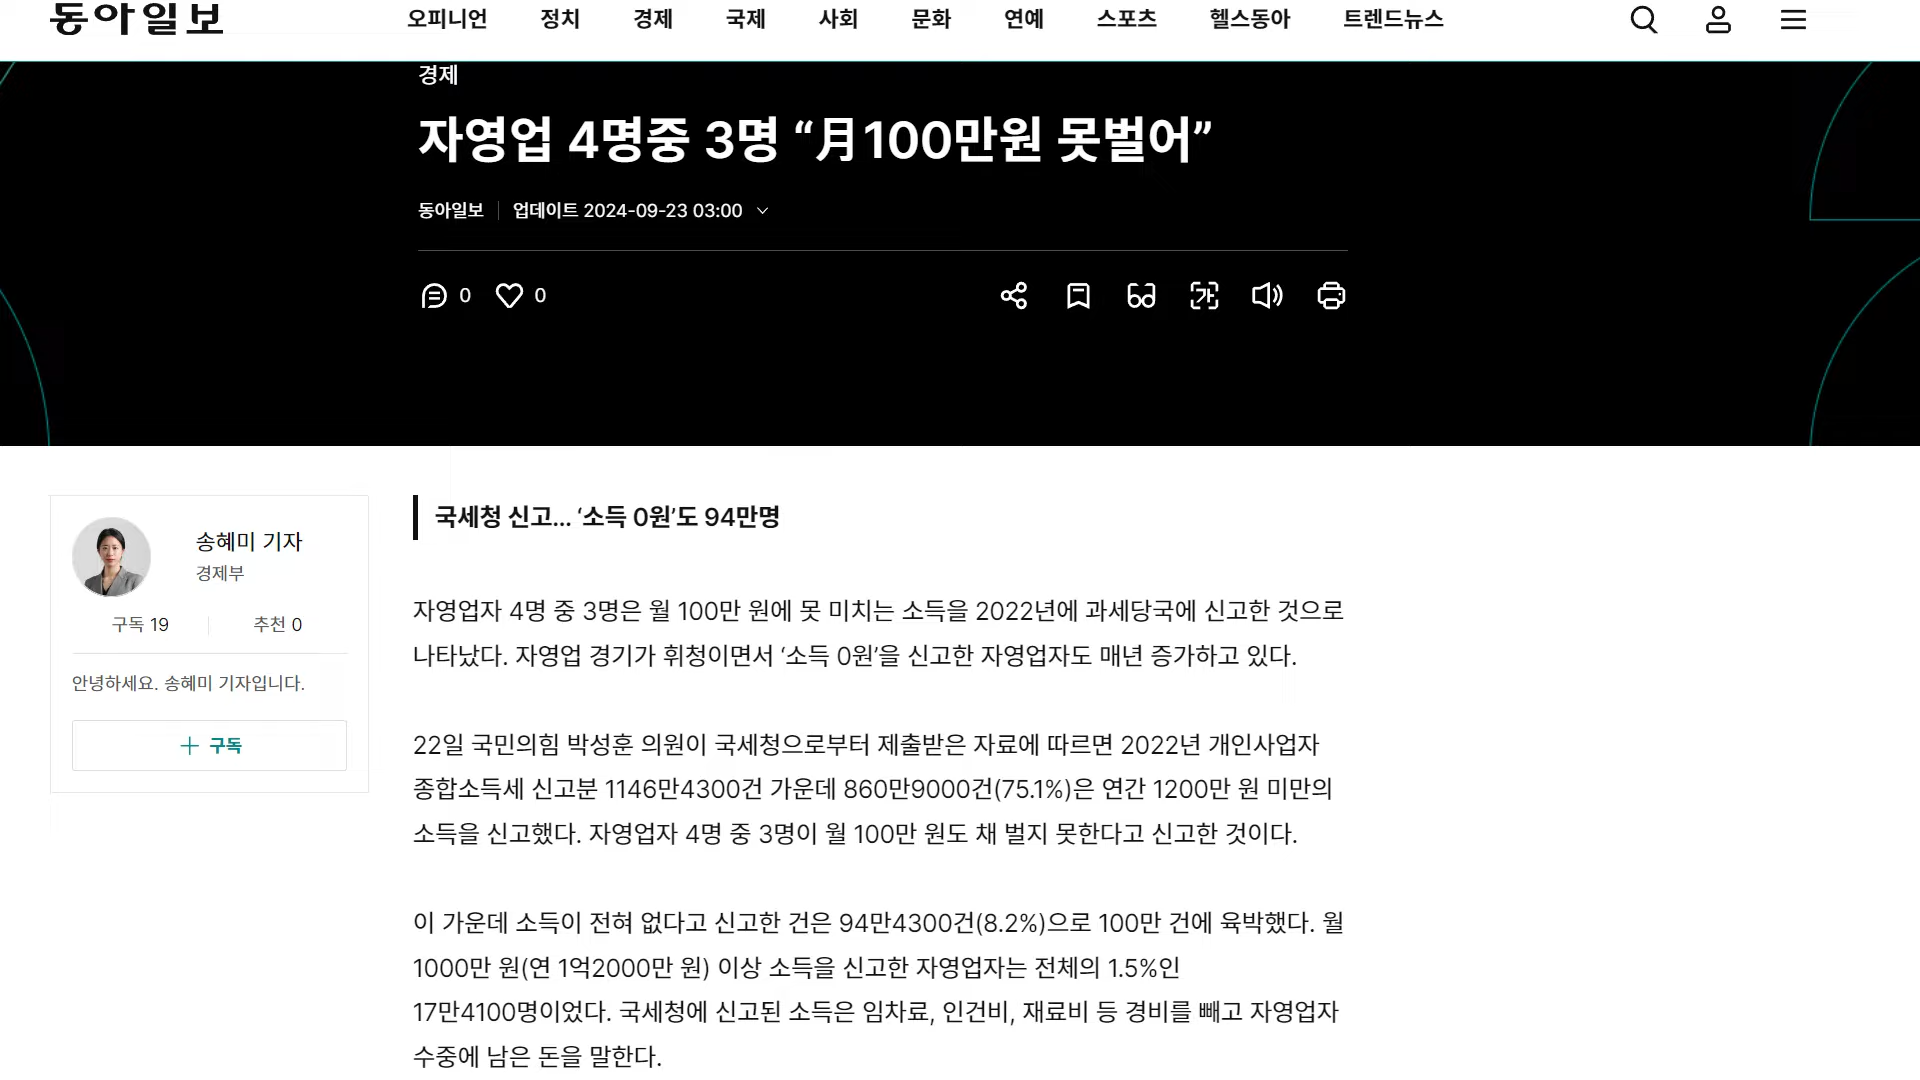 동아일보
오피니언 정치 경제 국제 사회 문화 연예 스포츠 헬스동아 트렌드뉴스
경제
자영업 4명중 3명 “月100만원 못벌어”
동아일보 업데이트 2024-09-23 03:00
0 0
가
송혜미 기자
경제부
구독 19 추천 0
안녕하세요. 송혜미 기자입니다.
구독
국세청 신고… ‘소득 0원’도 94만명
자영업자 4명 중 3명은 월 100만 원에 못 미치는 소득을 2022년에 과세당국에 신고한 것으로
나타났다. 자영업 경기가 휘청이면서 ‘소득 0원’을 신고한 자영업자도 매년 증가하고 있다.
22일 국민의힘 박성훈 의원이 국세청으로부터 제출받은 자료에 따르면 2022년 개인사업자
종합소득세 신고분 1146만4300건 가운데 860만9000건(75.1%)은 연간 1200만 원 미만의
소득을 신고했다. 자영업자 4명 중 3명이 월 100만 원도 채 벌지 못한다고 신고한 것이다.
이 가운데 소득이 전혀 없다고 신고한 건은 94만4300건(8.2%)으로 100만 건에 육박했다. 월
1000만 원(연 1억2000만 원) 이상 소득을 신고한 자영업자는 전체의 1.5%인
17만4100명이었다. 국세청에 신고된 소득은 임차료, 인건비, 재료비 등 경비를 빼고 자영업자
수중에 남은 돈을 말한다.